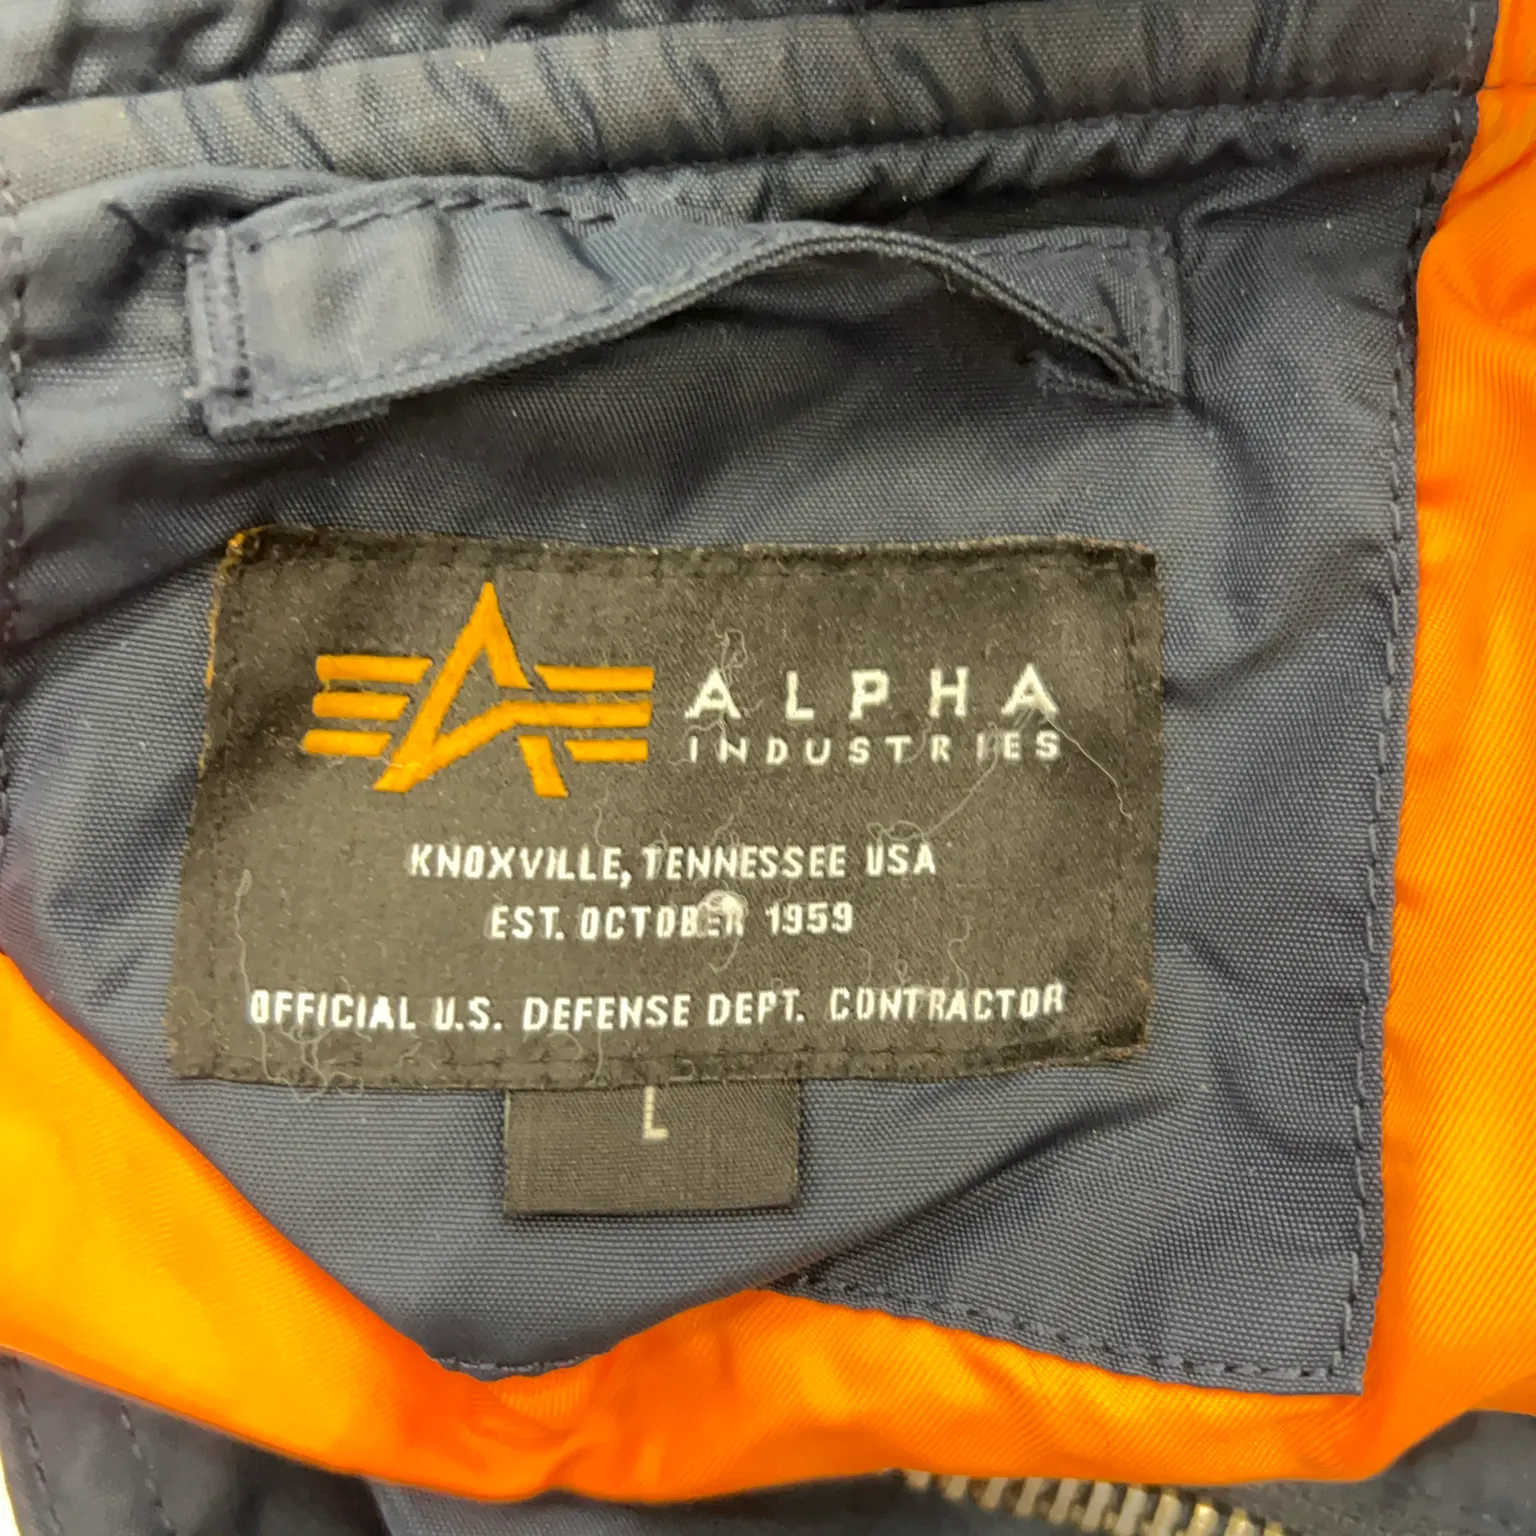 ALPHA
INDUSTRIES
KNOXVILLE, TENNESSEE USA
EST. OCTOBER 1959
OFFICIAL U.S. DEFENSE DEPT. CONTRACTOR
L